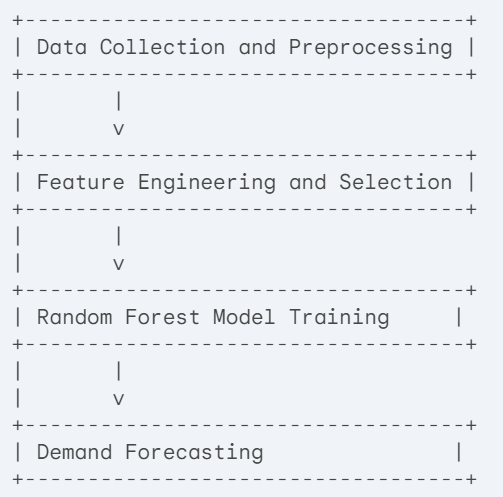 +-----------------------------------+
| Data Collection and Preprocessing |
+-----------------------------------+
|       |
|       v
+-----------------------------------+
| Feature Engineering and Selection |
+-----------------------------------+
|       |
|       v
+-----------------------------------+
| Random Forest Model Training     |
+-----------------------------------+
|       |
|       v
+-----------------------------------+
| Demand Forecasting               |
+-----------------------------------+